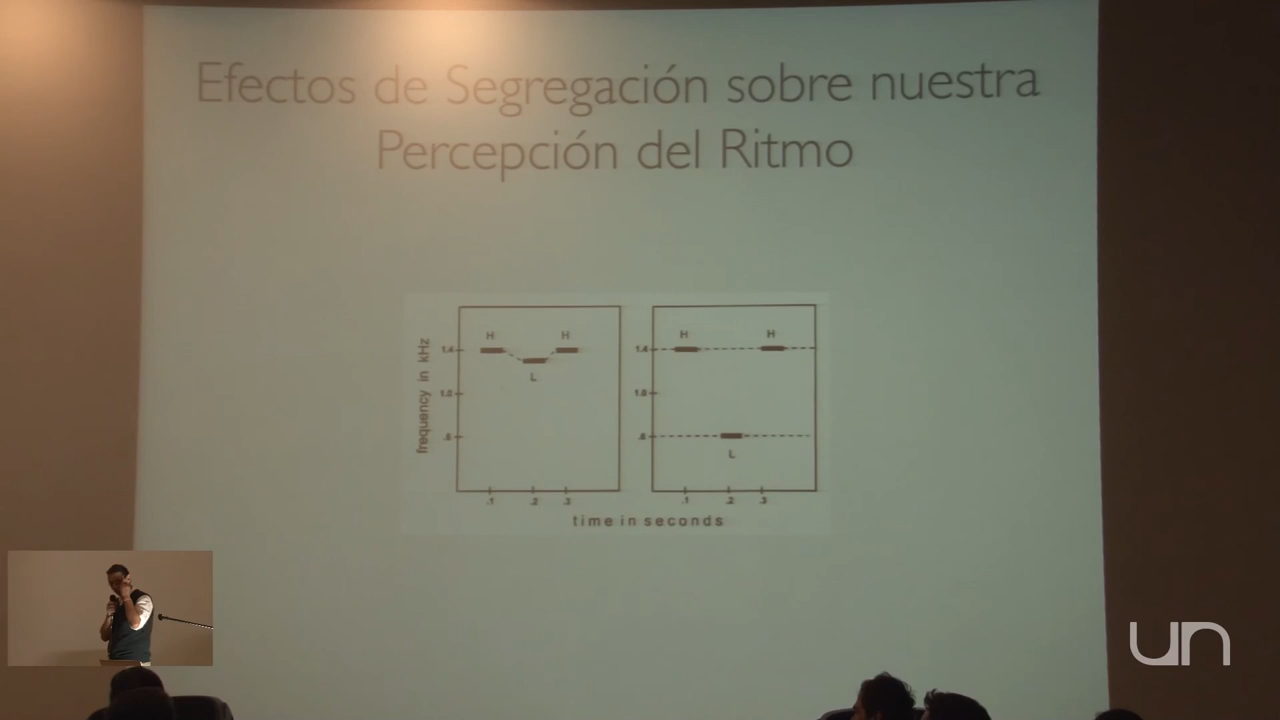 Efectos de Segregación sobre nuestra
Percepción del Ritmo
H H
L
1.4
1.0
.6
frequency in kHz
.1 .2 .3
H H
L
1.4
1.0
.6
.1 .2 .3
time in seconds
un